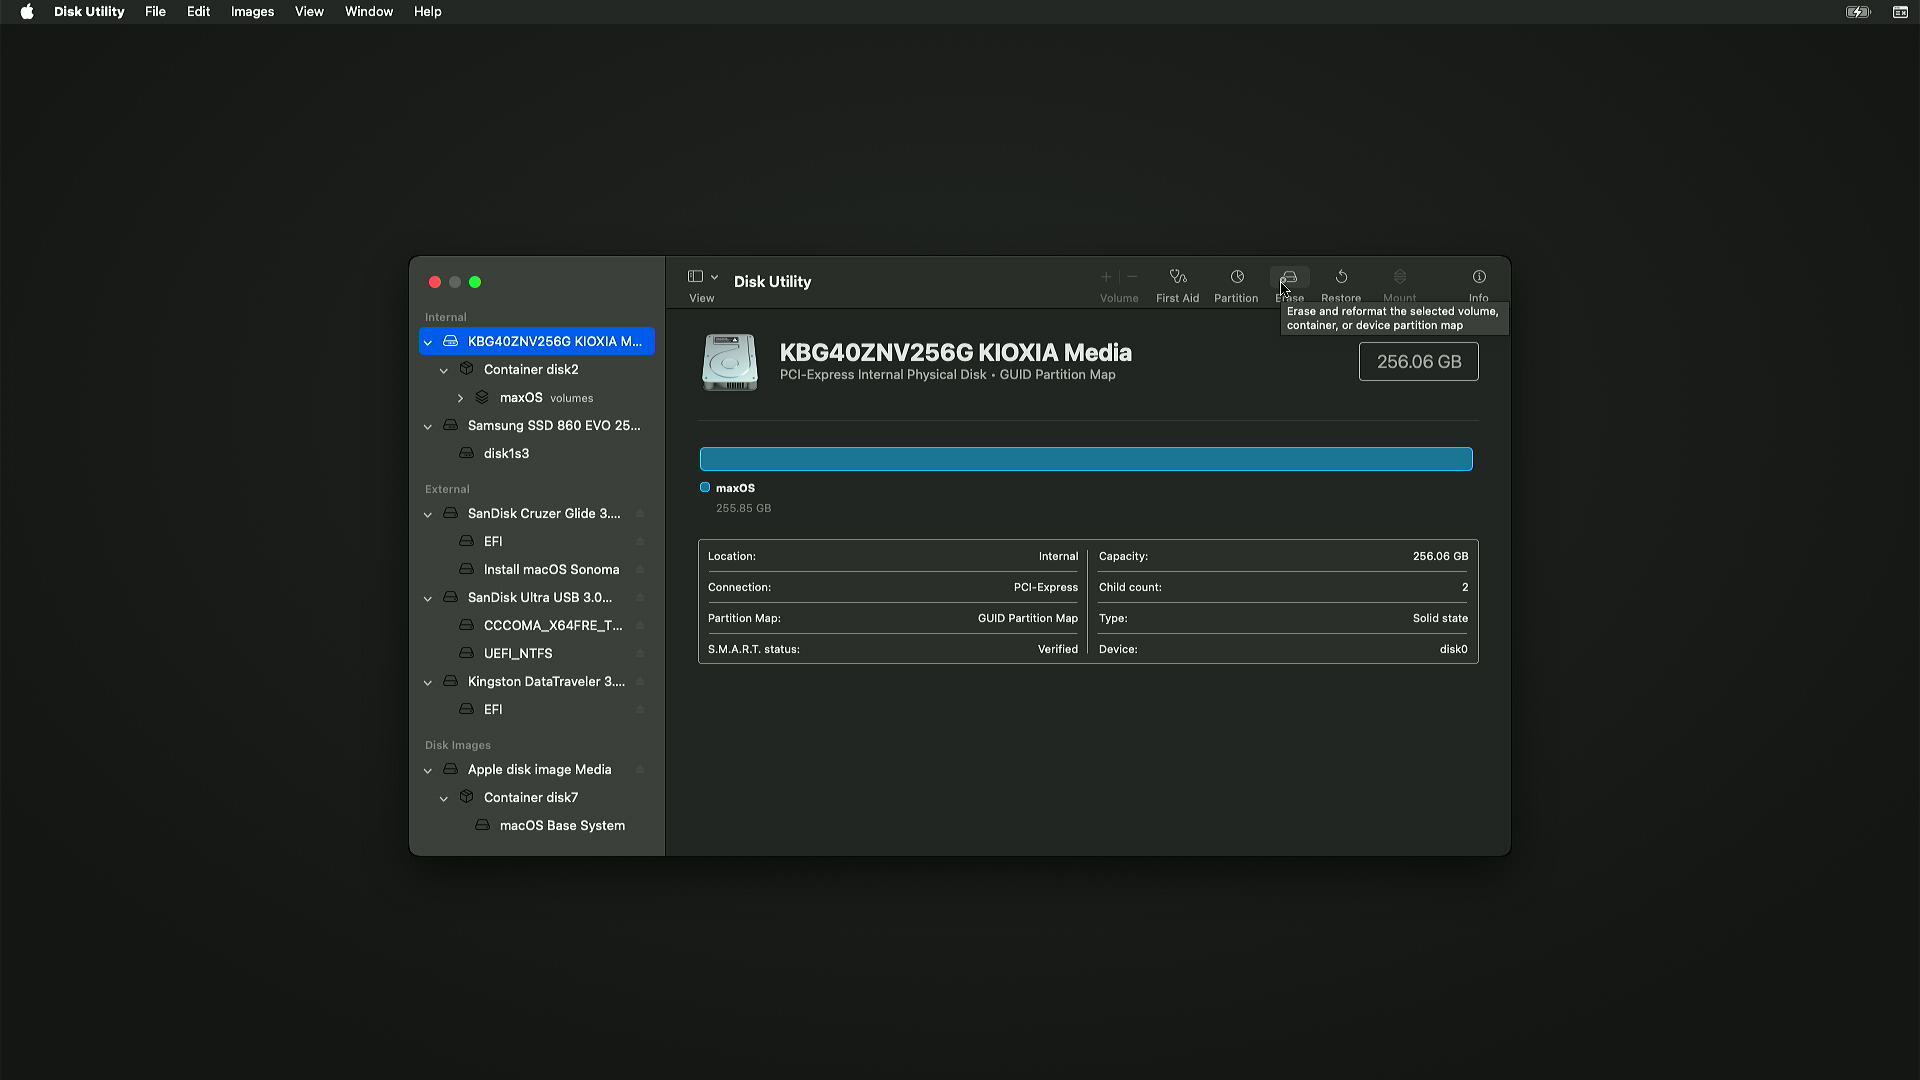 Disk Utility File Edit Images View Window Help
View
Disk Utility
Volume
First Aid
Partition
Erase
Restore
Mount
Info
Erase and reformat the selected volume,
container, or device partition map
Internal
KBG40ZNV256G KIOXIA M...
Container disk2
maxOS volumes
Samsung SSD 860 EVO 25...
disk1s3
External
SanDisk Cruzer Glide 3....
EFI
Install macOS Sonoma
SanDisk Ultra USB 3.0...
CCCOMA_X64FRE_T...
UEFI_NTFS
Kingston DataTraveler 3....
EFI
Disk Images
Apple disk image Media
Container disk7
macOS Base System
KBG40ZNV256G KIOXIA Media
PCI-Express Internal Physical Disk • GUID Partition Map
256.06 GB
maxOS
255.85 GB
Location: Internal
Connection: PCI-Express
Partition Map: GUID Partition Map
S.M.A.R.T. status: Verified
Capacity: 256.06 GB
Child count: 2
Type: Solid state
Device: disk0